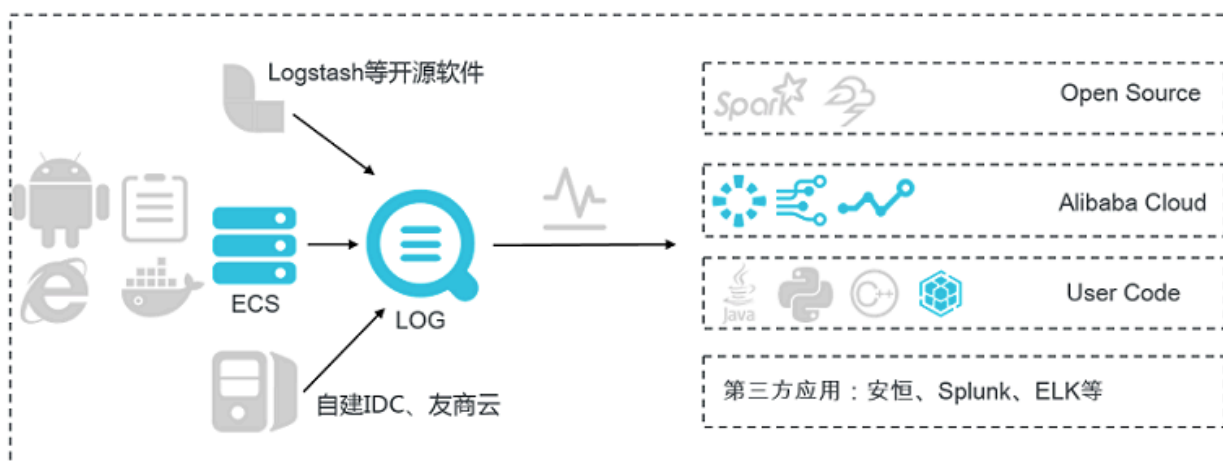 Logstash等开源软件
ECS
LOG
自建IDC、友商云
Spark
Open Source
Alibaba Cloud
Java
C++
User Code
第三方应用：安恒、Splunk、ELK等